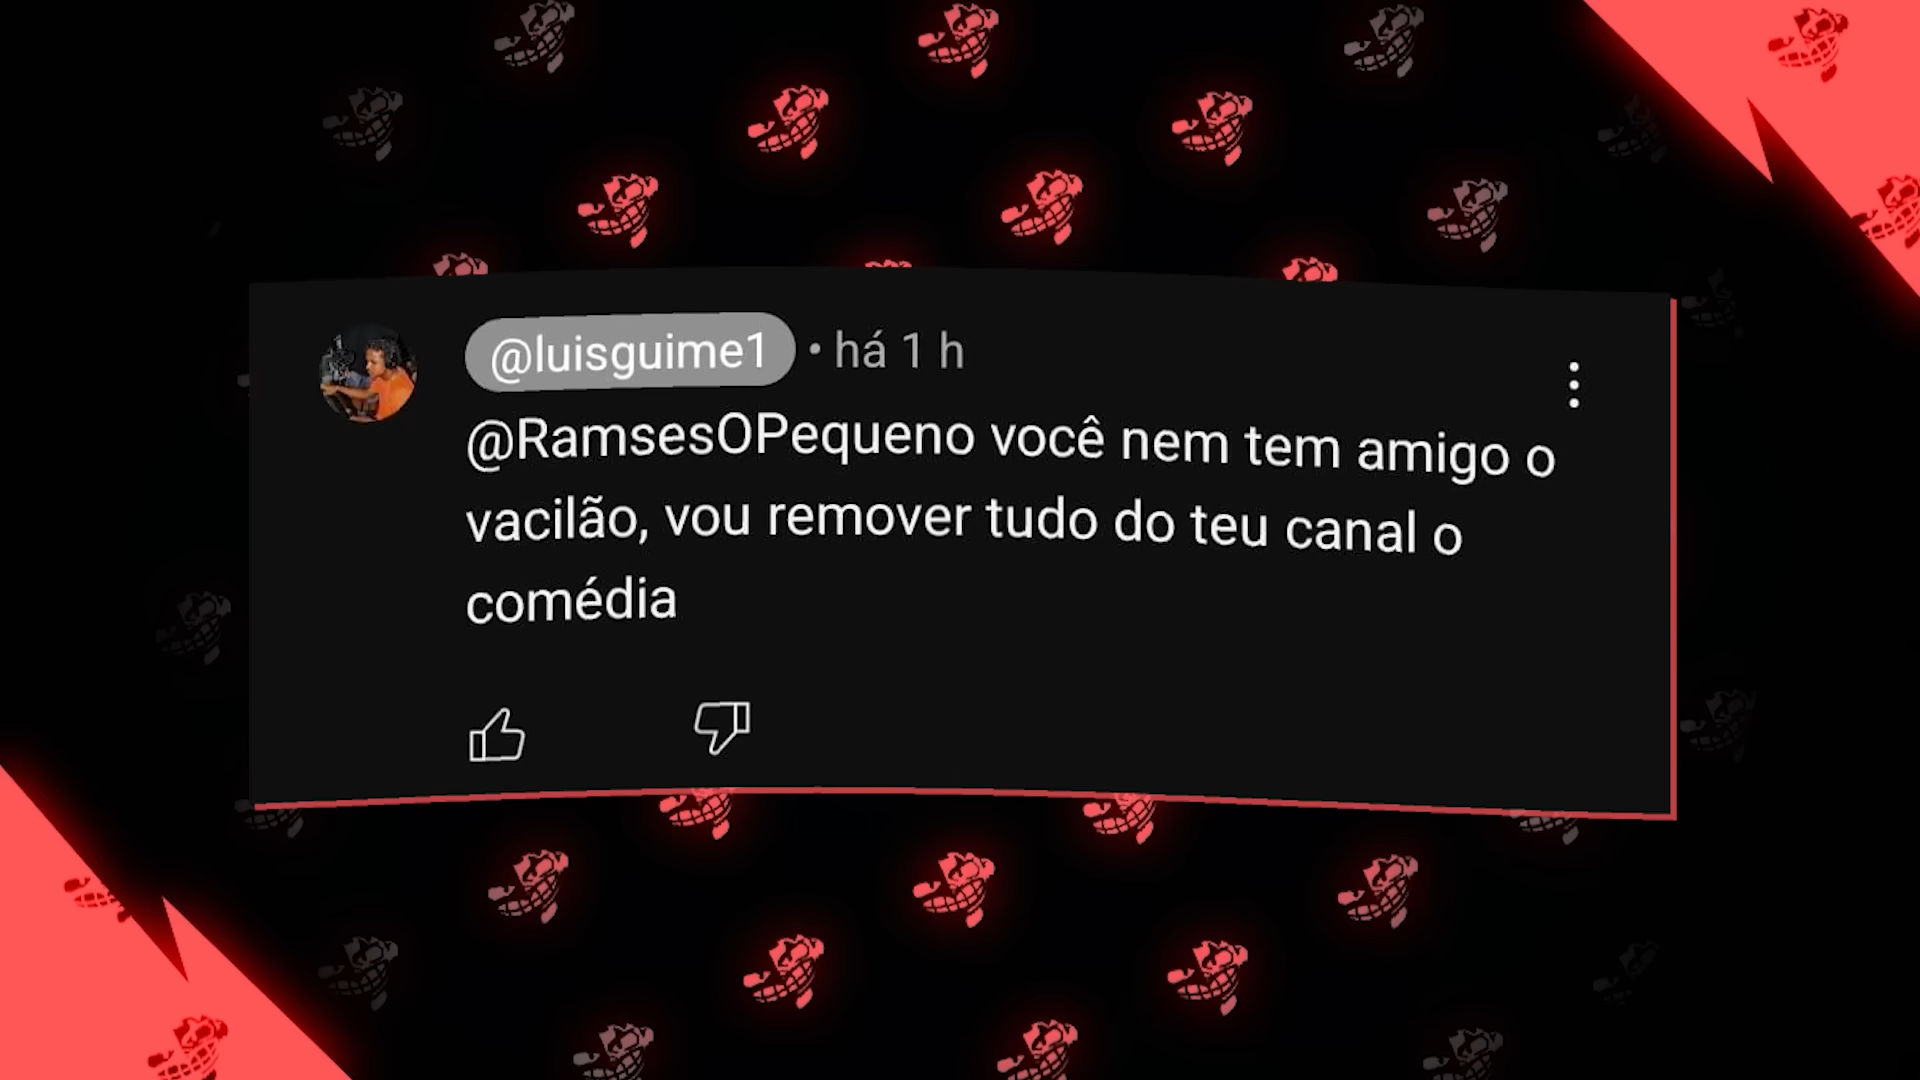 @luisguime1 • há 1 h
@RamsesOPequeno você nem tem amigo o
vacilão, vou remover tudo do teu canal o
comédia